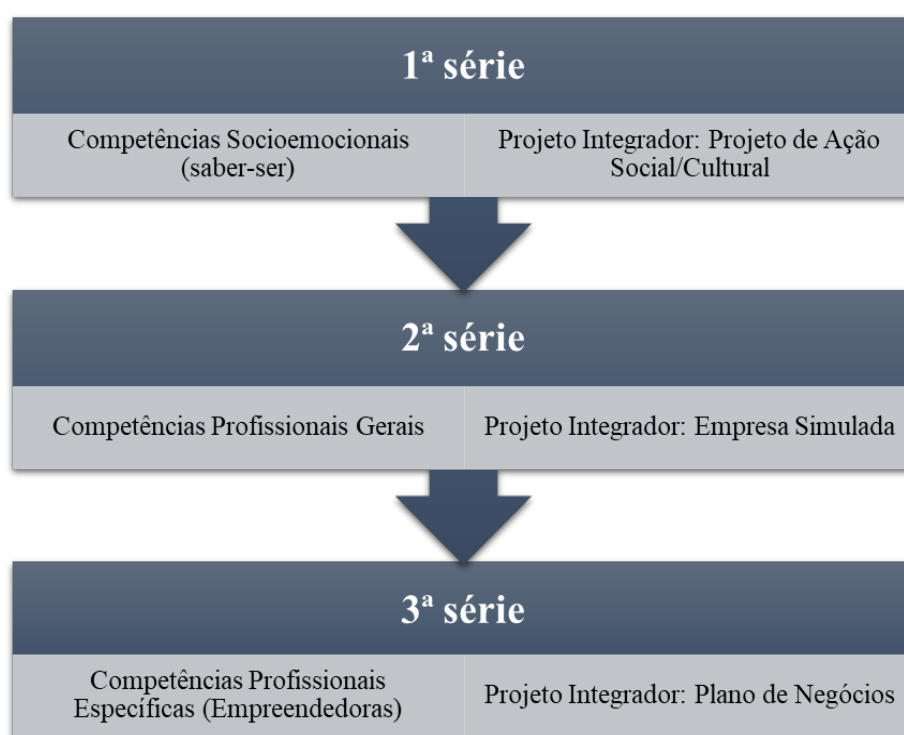 1ª série
Competências Socioemocionais
(saber-ser)
Projeto Integrador: Projeto de Ação
Social/Cultural
2ª série
Competências Profissionais Gerais
Projeto Integrador: Empresa Simulada
3ª série
Competências Profissionais
Específicas (Empreendedoras)
Projeto Integrador: Plano de Negócios